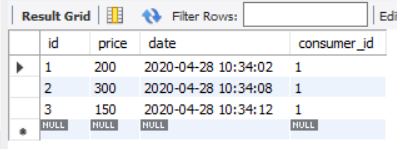 Result Grid Filter Rows: Edi
id price date consumer_id
1 200 2020-04-28 10:34:02 1
2 300 2020-04-28 10:34:08 1
3 150 2020-04-28 10:34:12 1
NULL NULL NULL NULL